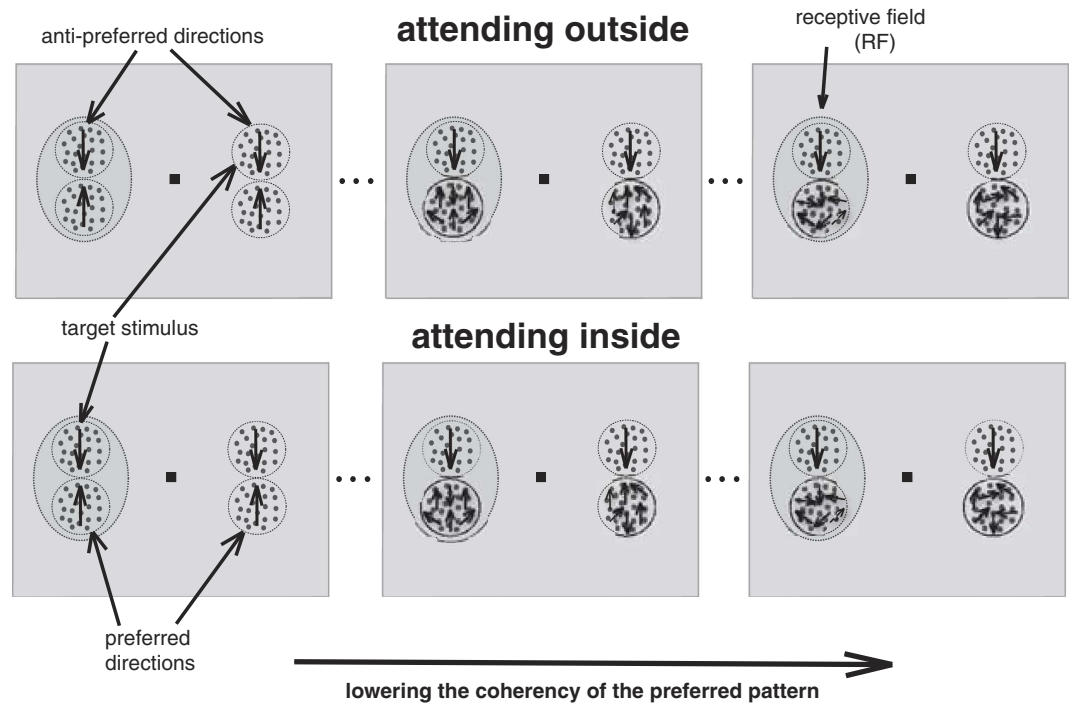 anti-preferred directions
attending outside
receptive field
(RF)
target stimulus
attending inside
preferred
directions
lowering the coherency of the preferred pattern